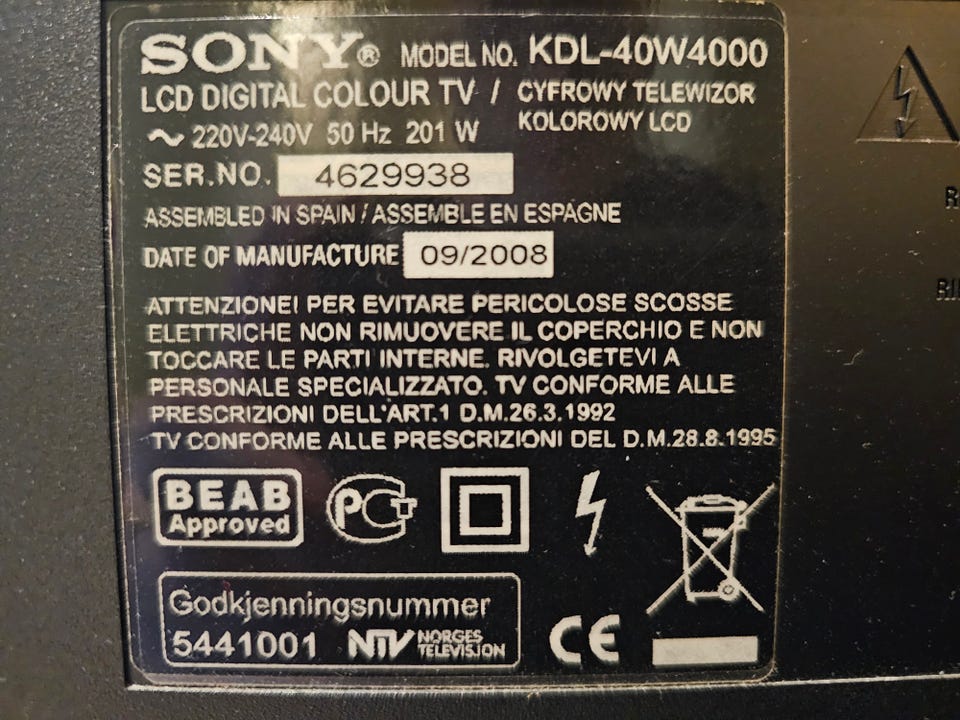 SONY® MODEL NO. KDL-40W4000
LCD DIGITAL COLOUR TV / CYFROWY TELEWIZOR
KOLOROWY LCD
~ 220V-240V 50 Hz 201 W
SER.NO. 4629938
ASSEMBLED IN SPAIN / ASSEMBLE EN ESPAGNE
DATE OF MANUFACTURE 09/2008
ATTENZIONE! PER EVITARE PERICOLOSE SCOSSE
ELETTRICHE NON RIMUOVERE IL COPERCHIO E NON
TOCCARE LE PARTI INTERNE. RIVOLGETEVI A
PERSONALE SPECIALIZZATO. TV CONFORME ALLE
PRESCRIZIONI DELL'ART.1 D.M.26.3.1992
TV CONFORME ALLE PRESCRIZIONI DEL D.M.28.8.1995
BEAB
Approved
PCT
Godkjenningsnummer
5441001 NTV NORGES
TELEVISJON
CE